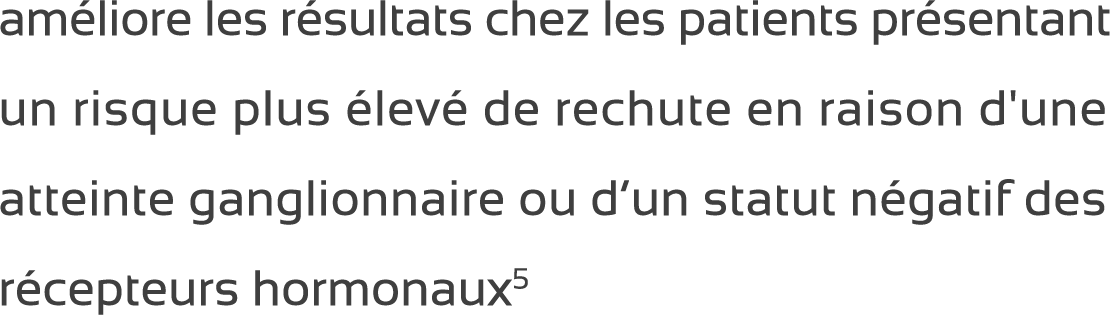 améliore les résultats chez les patients présentant
un risque plus élevé de rechute en raison d'une
atteinte ganglionnaire ou d’un statut négatif des
récepteurs hormonaux⁵